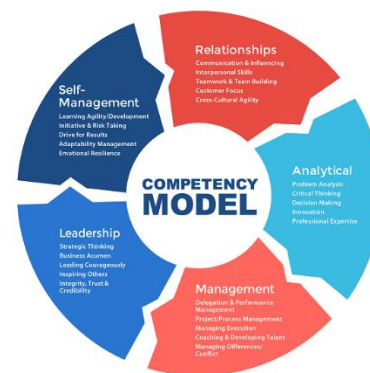 Relationships
Communication & Influencing
Interpersonal Skills
Teamwork & Team Building
Customer Focus
Cross-Cultural Agility
Self-
Management
Learning Agility/Development
Initiative & Risk Taking
Drive for Results
Adaptability Management
Emotional Resilience
Analytical
Problem Analysis
Critical Thinking
Decision Making
Innovation
Professional Expertise
COMPETENCY
MODEL
Leadership
Strategic Thinking
Business Acumen
Leading Courageously
Inspiring Others
Integrity, Trust &
Credibility
Management
Delegation & Performance
Management
Project/Process Management
Managing Execution
Coaching & Developing Talent
Managing Differences/
Conflict